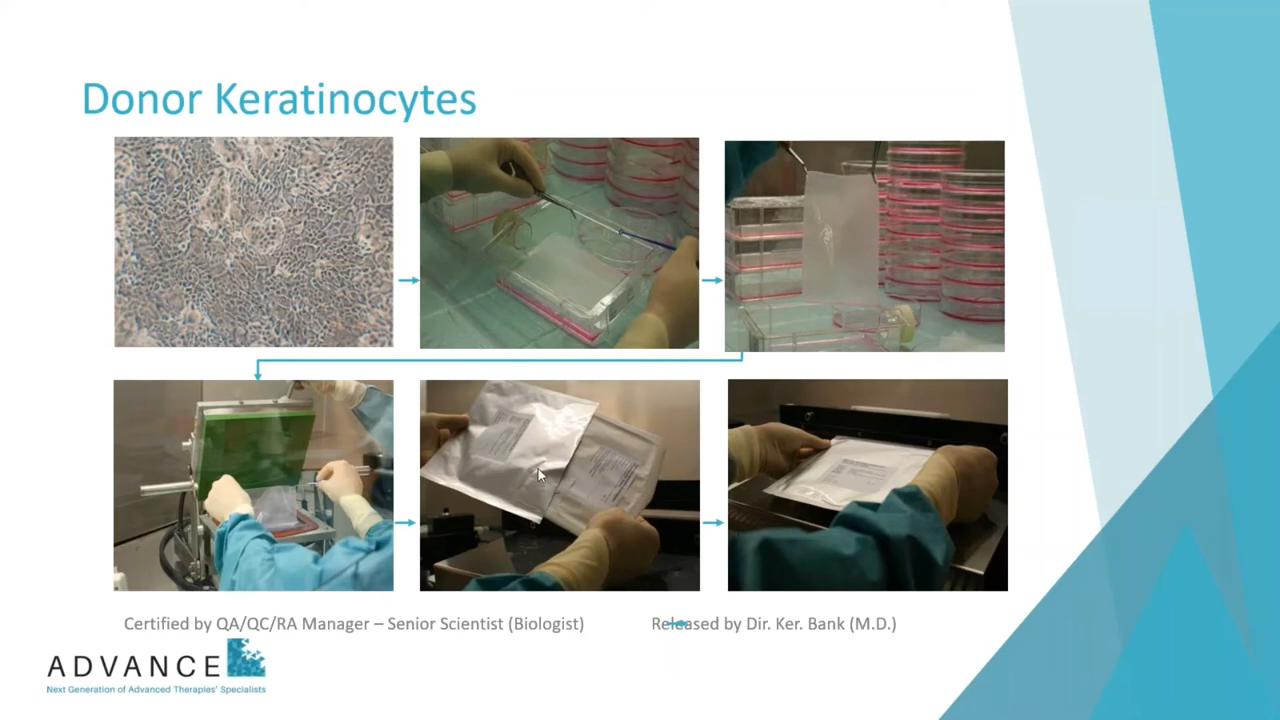 Donor Keratinocytes
Certified by QA/QC/RA Manager – Senior Scientist (Biologist)
Released by Dir. Ker. Bank (M.D.)
ADVANCE
Next Generation of Advanced Therapies' Specialists